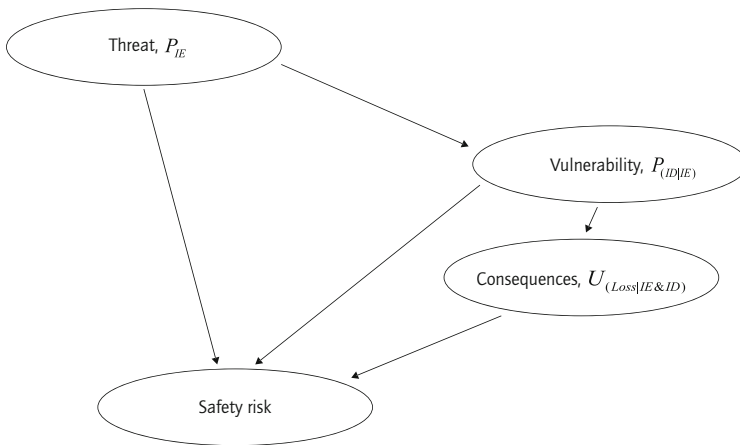 Threat, P_IE
Vulnerability, P_(ID|IE)
Consequences, U_(Loss|IE&ID)
Safety risk